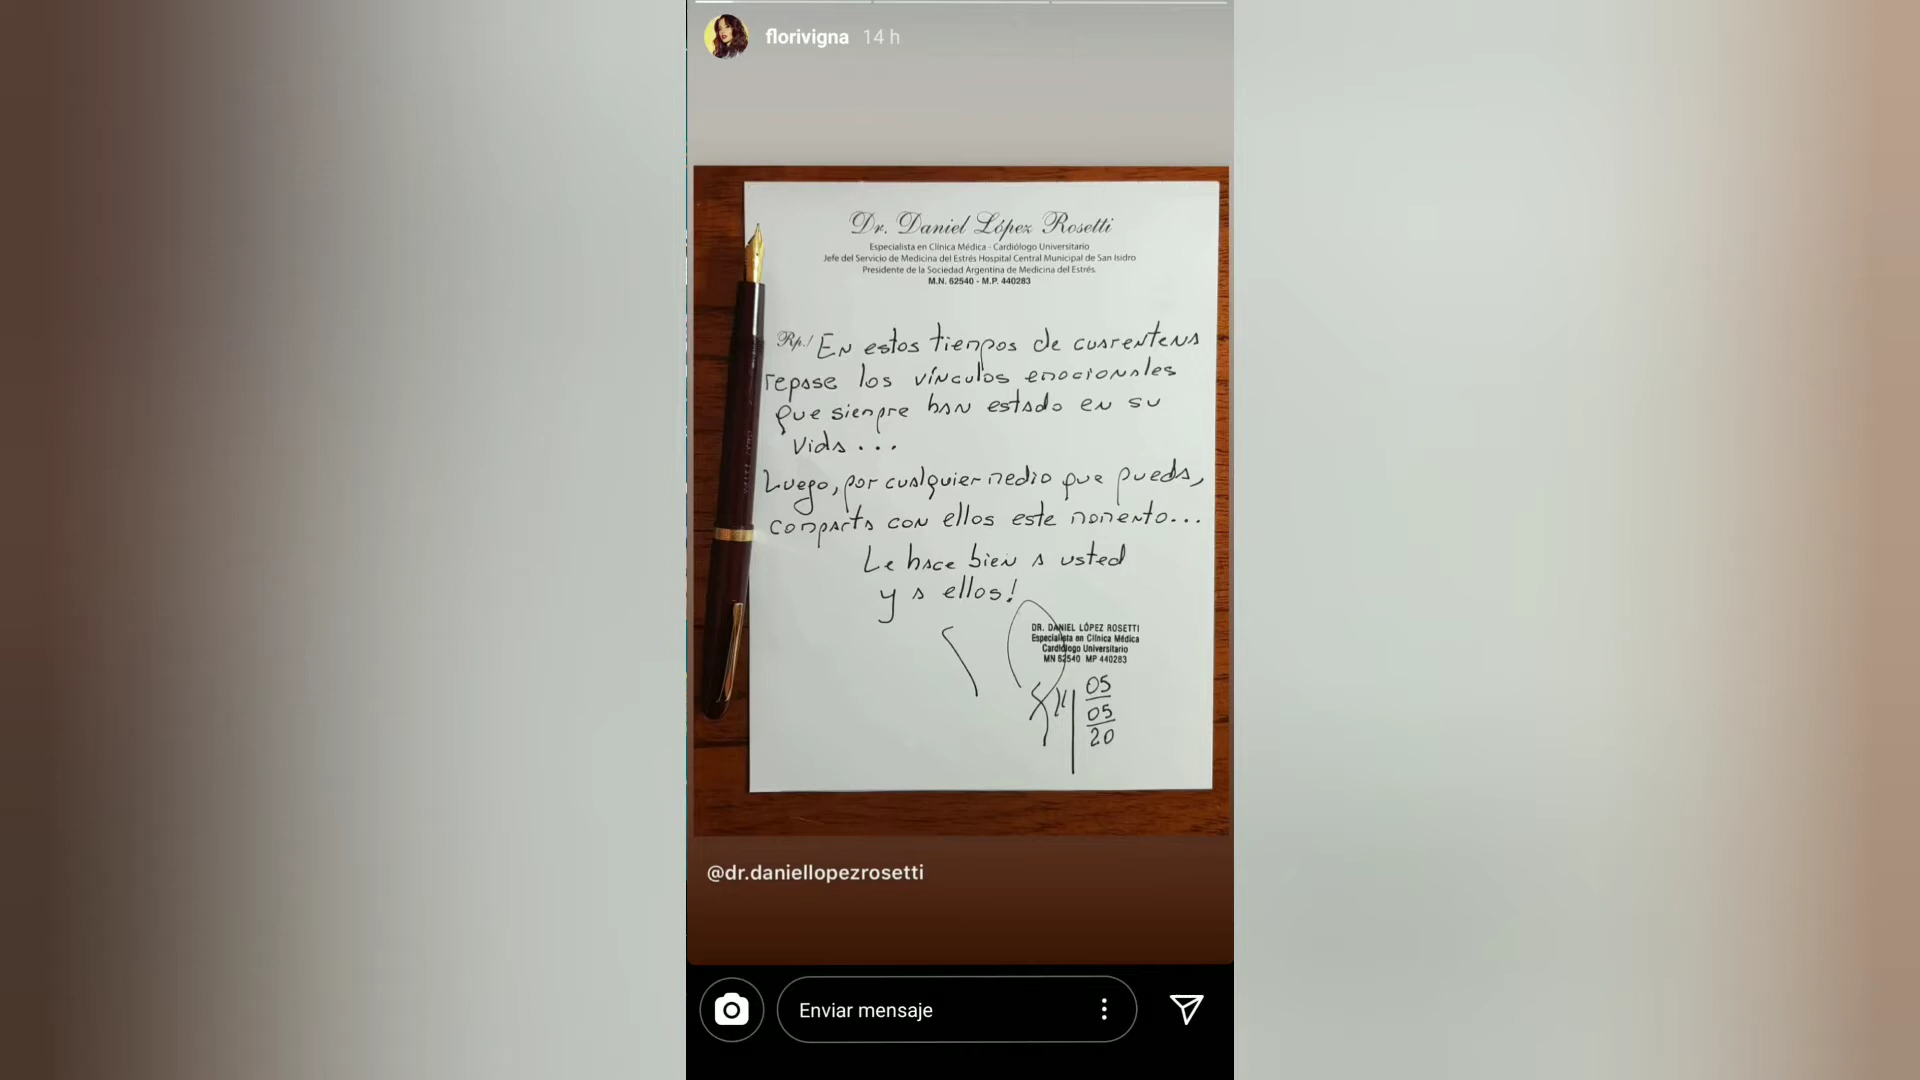 florivigna 14 h
Dr. Daniel López Rosetti
Especialista en Clínica Médica - Cardiólogo Universitario
Jefe del Servicio de Medicina del Estrés Hospital Central Municipal de San Isidro
Presidente de la Sociedad Argentina de Medicina del Estrés.
M.N. 62540 - M.P. 440283
Rp./ En estos tiempos de cuarentena
repase los vínculos emocionales
que siempre han estado en su
vida...
Luego, por cualquier medio que pueda,
comparta con ellos este momento...
Le hace bien a usted
y a ellos!
DR. DANIEL LÓPEZ ROSETTI
Especialista en Clínica Médica
Cardiólogo Universitario
MN 62540 MP 440283
05
05
20
@dr.daniellopezrosetti
Enviar mensaje